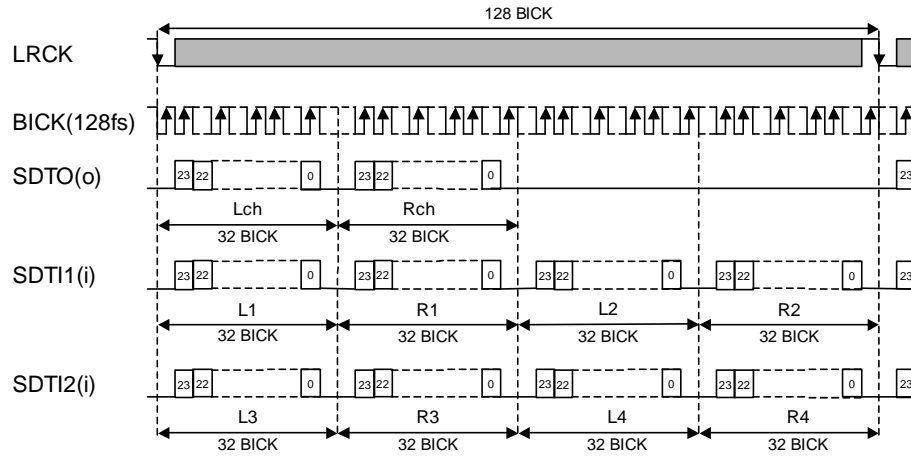 128 BICK
LRCK
BICK(128fs)
SDTO(o)
23 22 0 23 22 0 23
Lch Rch
32 BICK 32 BICK
SDTI1(i)
23 22 0 23 22 0 23 22 0 23 22 0 23
L1 R1 L2 R2
32 BICK 32 BICK 32 BICK 32 BICK
SDTI2(i)
23 22 0 23 22 0 23 22 0 23 22 0 23
L3 R3 L4 R4
32 BICK 32 BICK 32 BICK 32 BICK